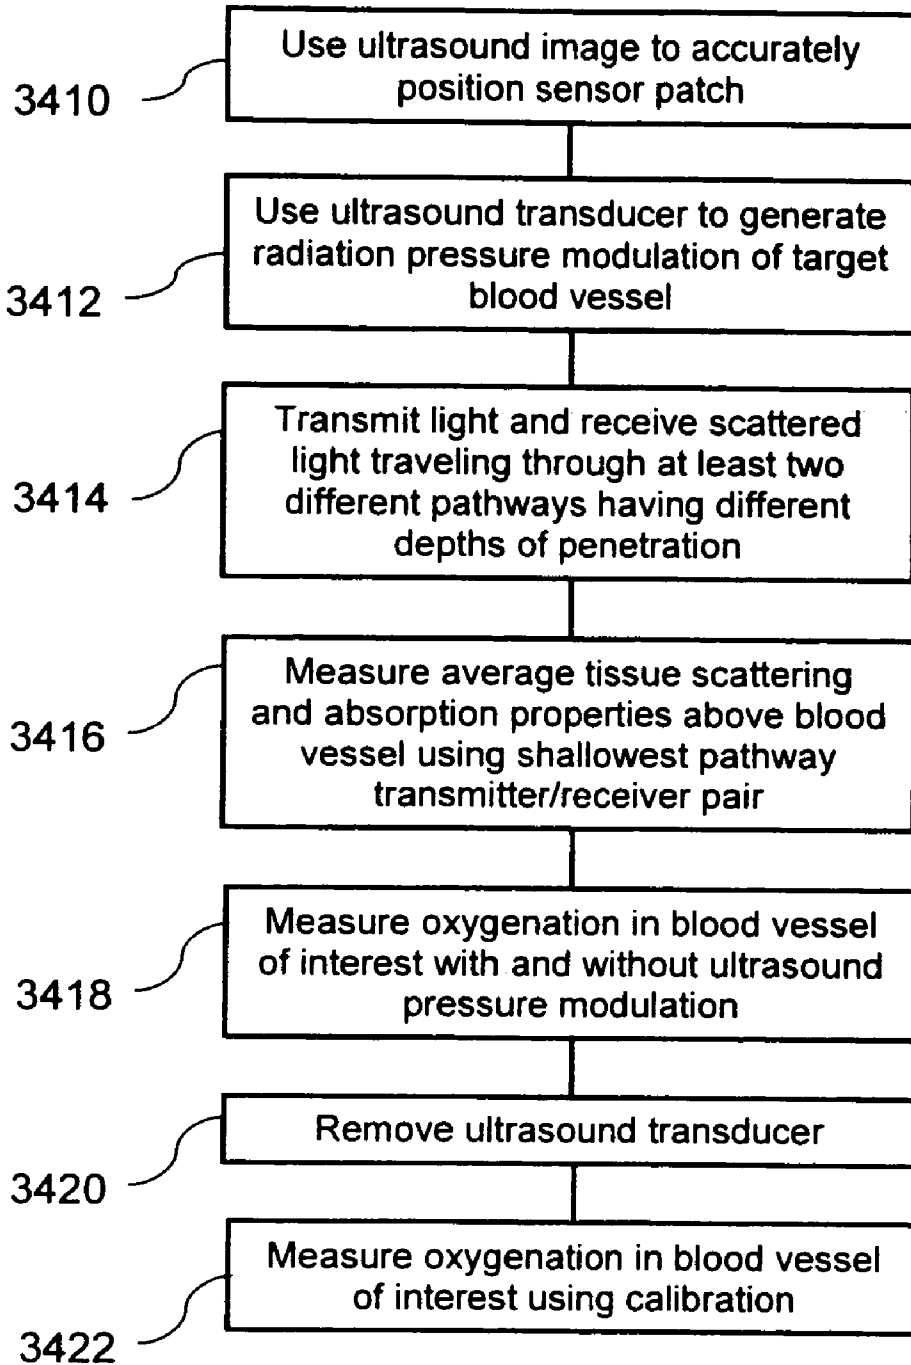 Use ultrasound image to accurately
position sensor patch
3410
Use ultrasound transducer to generate
radiation pressure modulation of target
blood vessel
3412
Transmit light and receive scattered
light traveling through at least two
different pathways having different
depths of penetration
3414
Measure average tissue scattering
and absorption properties above blood
vessel using shallowest pathway
transmitter/receiver pair
3416
Measure oxygenation in blood vessel
of interest with and without ultrasound
pressure modulation
3418
Remove ultrasound transducer
3420
Measure oxygenation in blood vessel
of interest using calibration
3422